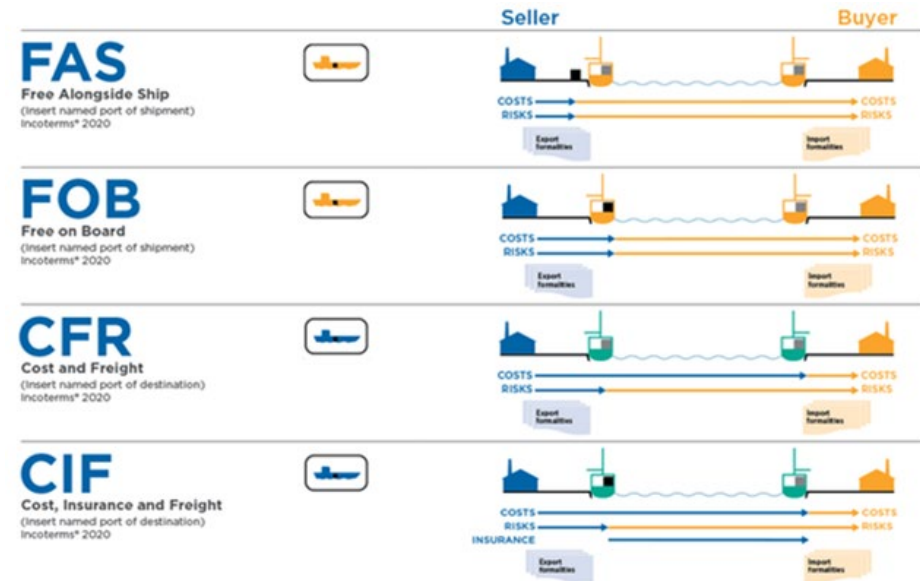 Seller Buyer
FAS
Free Alongside Ship
(Insert named port of shipment)
Incoterms® 2020
COSTS COSTS
RISKS RISKS
Export
formalities
Import
formalities
FOB
Free on Board
(Insert named port of shipment)
Incoterms® 2020
COSTS COSTS
RISKS RISKS
Export
formalities
Import
formalities
CFR
Cost and Freight
(Insert named port of destination)
Incoterms® 2020
COSTS COSTS
RISKS RISKS
Export
formalities
Import
formalities
CIF
Cost, Insurance and Freight
(Insert named port of destination)
Incoterms® 2020
COSTS COSTS
RISKS RISKS
INSURANCE
Export
formalities
Import
formalities